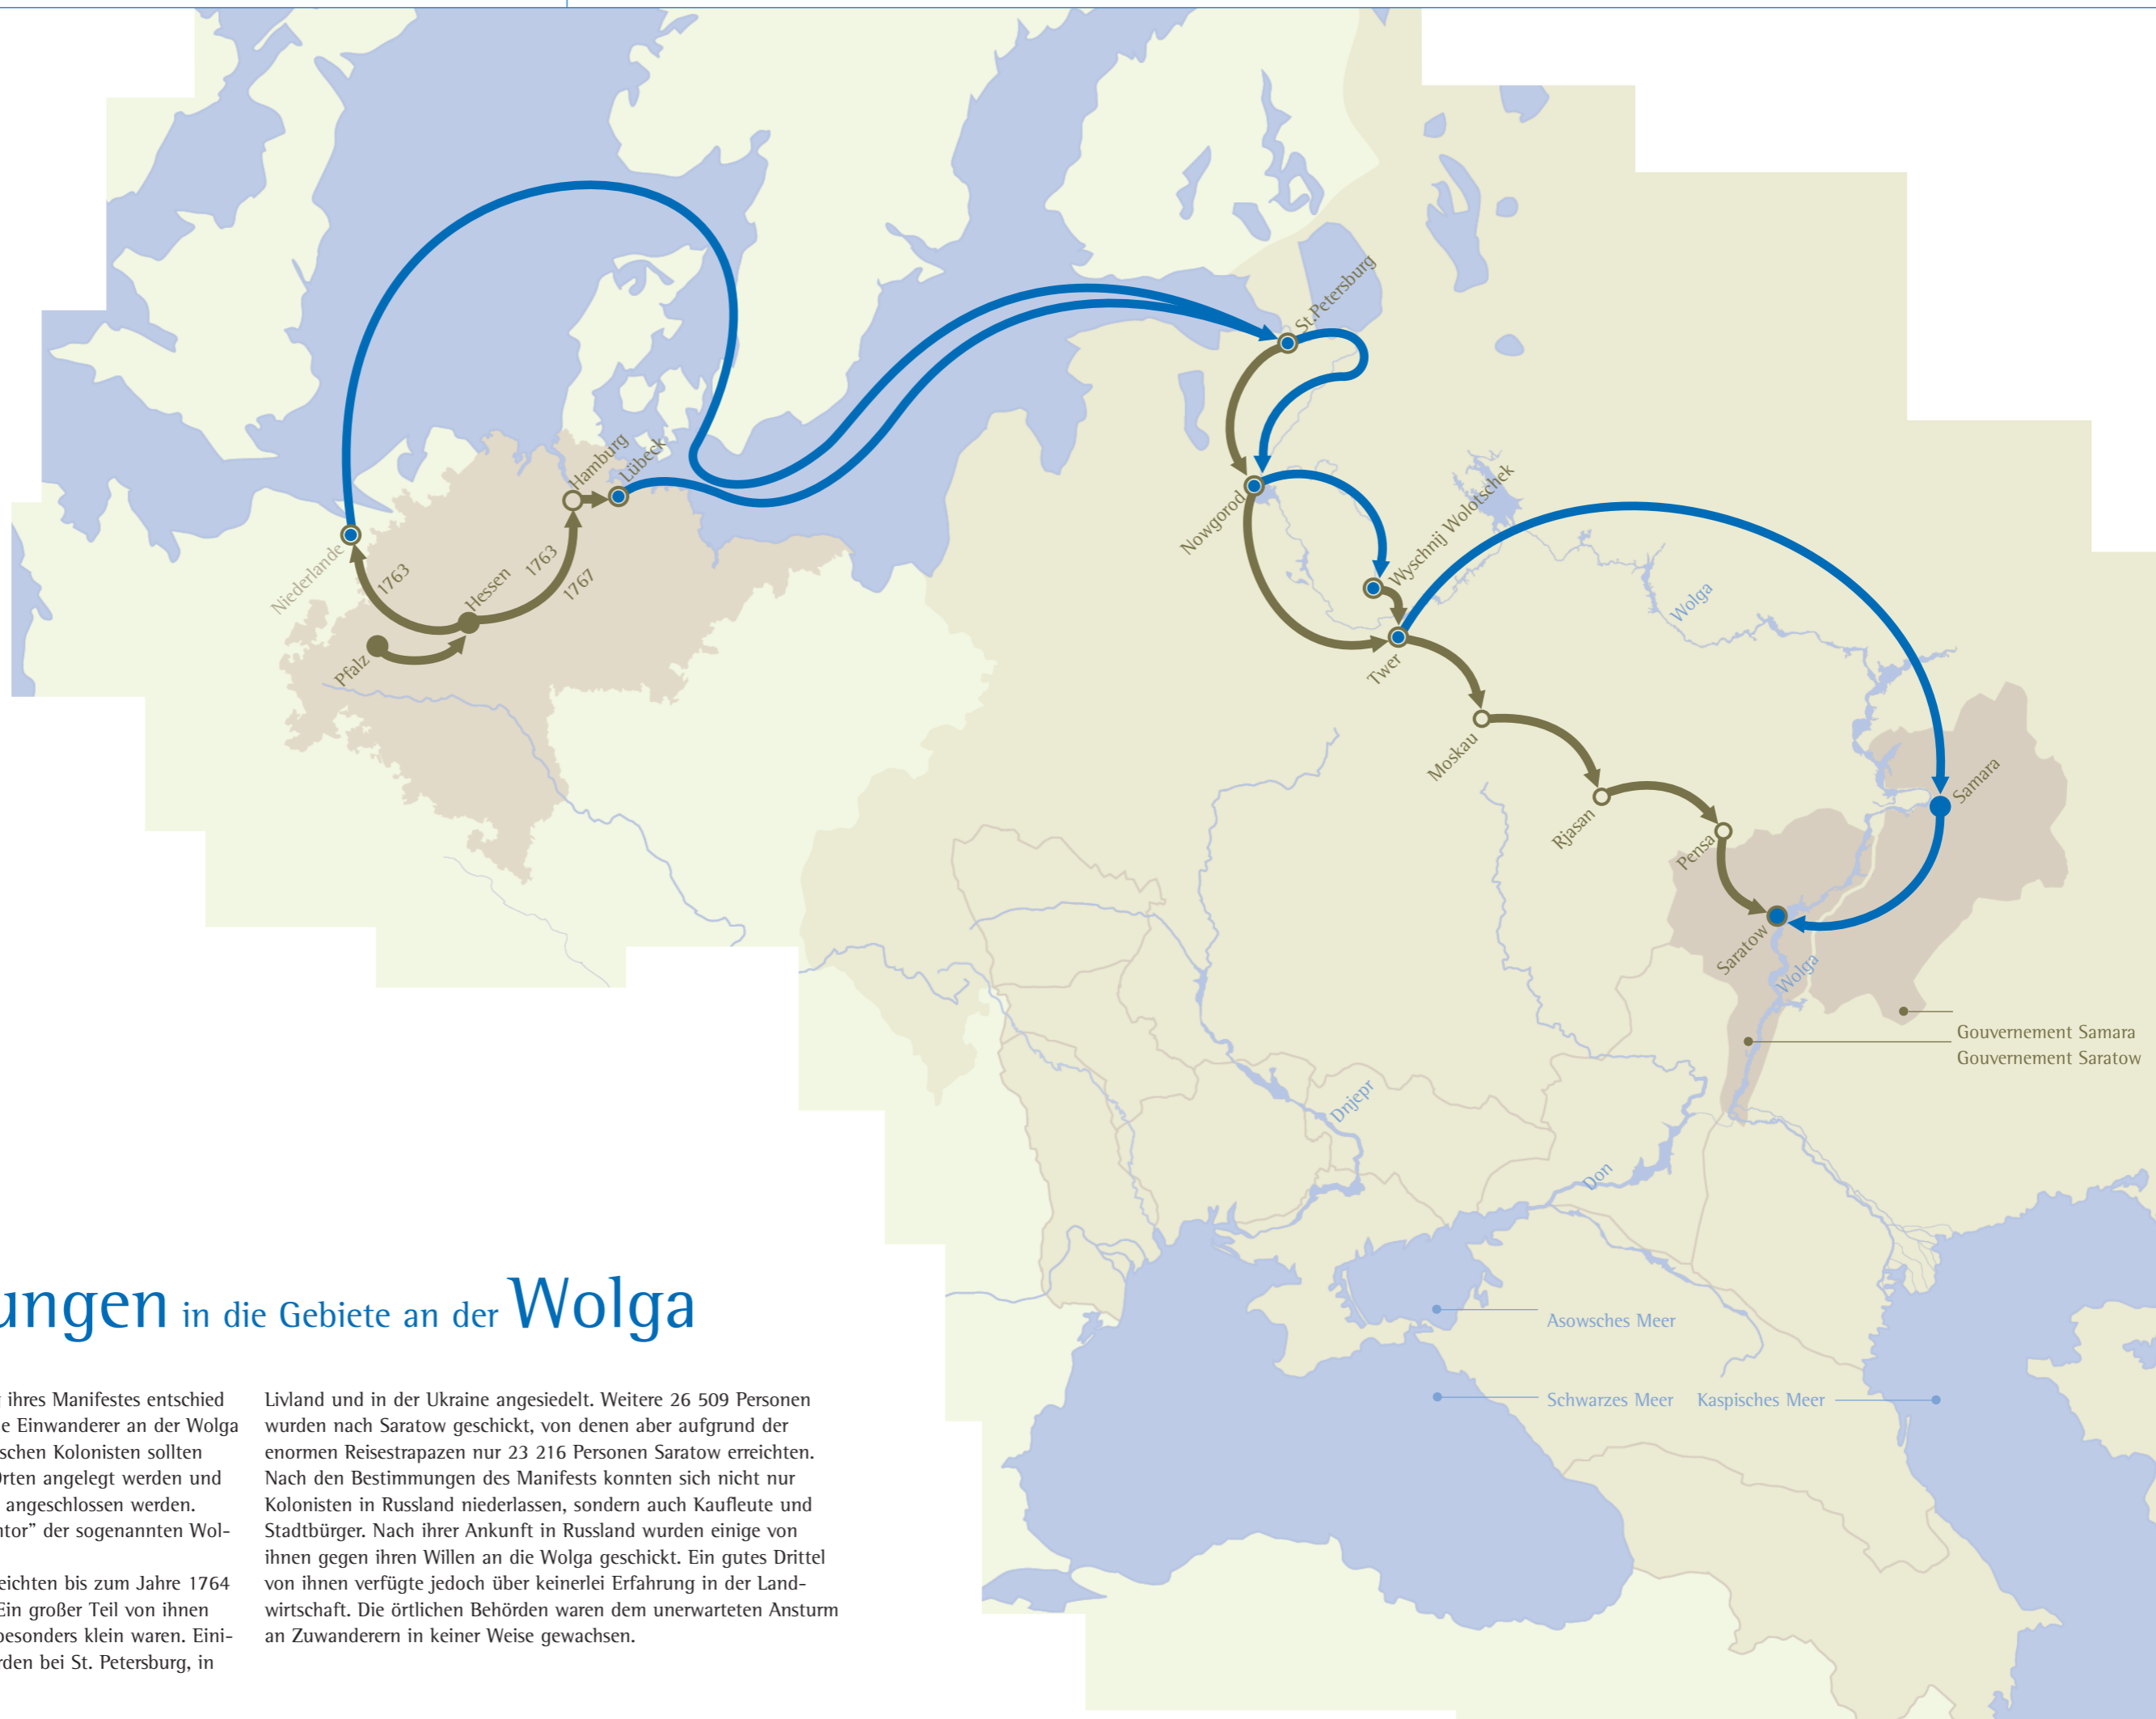 St.Petersburg
Hamburg
Lübeck
Nowgorod
Wyschnij Wolotschek
Niederlande
1763
Hessen
1763
1767
Pfalz
Wolga
Twer
Moskau
Samara
Rjasan
Pensa
Saratow
Wolga
Gouvernement Samara
Gouvernement Saratow
Dnjepr
Don
Asowsches Meer
Schwarzes Meer
Kaspisches Meer
ungen in die Gebiete an der Wolga
ihres Manifestes entschied
e Einwanderer an der Wolga
schen Kolonisten sollten
Orten angelegt werden und
angeschlossen werden.
ntor” der sogenannten Wol-
eichten bis zum Jahre 1764
Ein großer Teil von ihnen
besonders klein waren. Eini-
rden bei St. Petersburg, in
Livland und in der Ukraine angesiedelt. Weitere 26 509 Personen
wurden nach Saratow geschickt, von denen aber aufgrund der
enormen Reisestrapazen nur 23 216 Personen Saratow erreichten.
Nach den Bestimmungen des Manifests konnten sich nicht nur
Kolonisten in Russland niederlassen, sondern auch Kaufleute und
Stadtbürger. Nach ihrer Ankunft in Russland wurden einige von
ihnen gegen ihren Willen an die Wolga geschickt. Ein gutes Drittel
von ihnen verfügte jedoch über keinerlei Erfahrung in der Land-
wirtschaft. Die örtlichen Behörden waren dem unerwarteten Ansturm
an Zuwanderern in keiner Weise gewachsen.